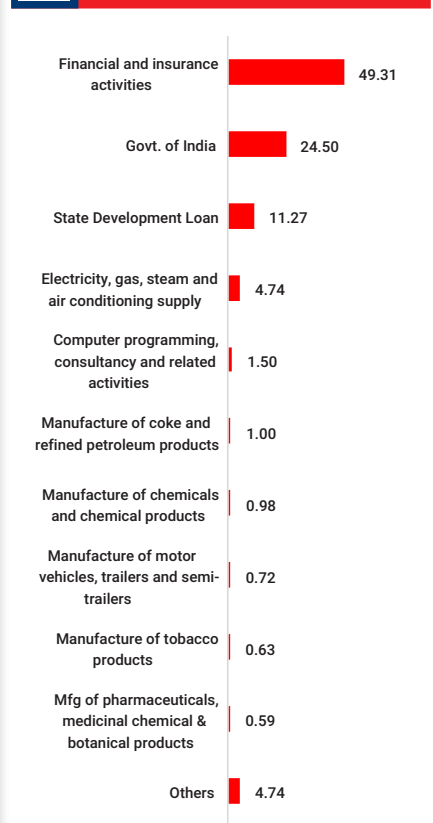 Financial and insurance
activities
49.31
Govt. of India
24.50
State Development Loan
11.27
Electricity, gas, steam and
air conditioning supply
4.74
Computer programming,
consultancy and related
activities
1.50
Manufacture of coke and
refined petroleum products
1.00
Manufacture of chemicals
and chemical products
0.98
Manufacture of motor
vehicles, trailers and semi-
trailers
0.72
Manufacture of tobacco
products
0.63
Mfg of pharmaceuticals,
medicinal chemical &
botanical products
0.59
Others
4.74